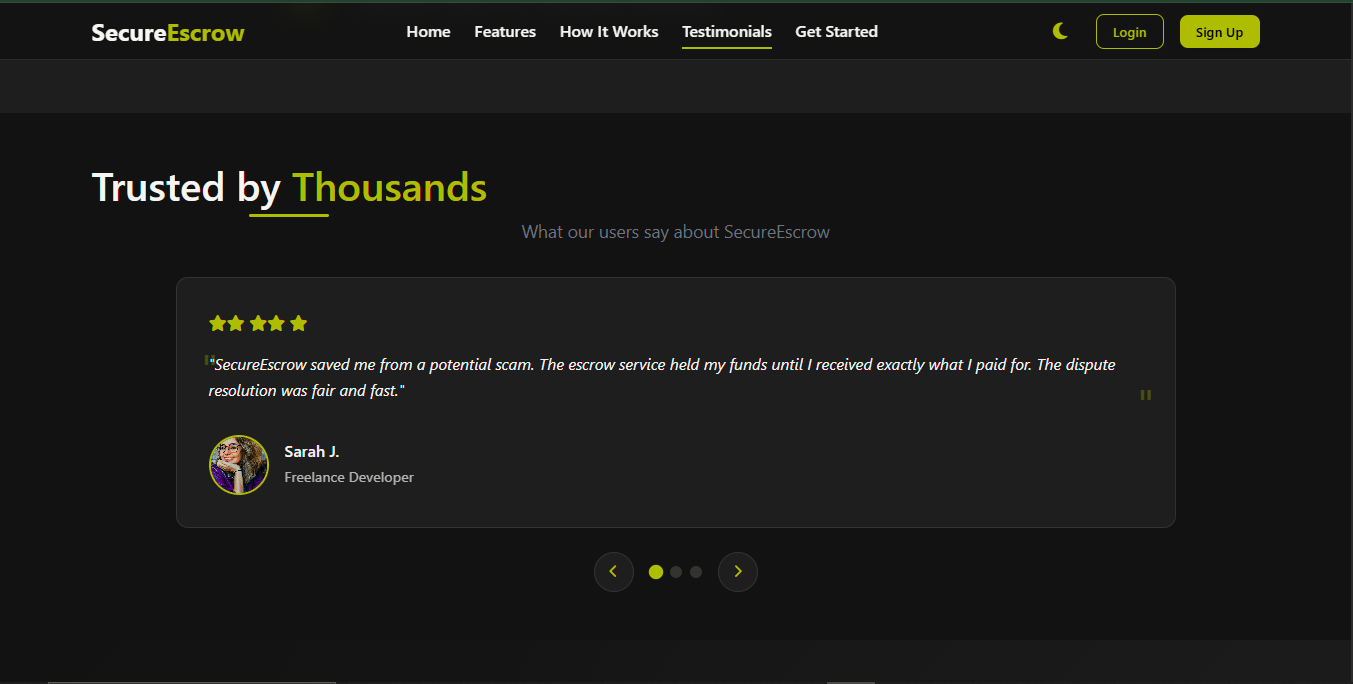 SecureEscrow
Home
Features
How It Works
Testimonials
Get Started
Login
Sign Up
Trusted by Thousands
What our users say about SecureEscrow
"SecureEscrow saved me from a potential scam. The escrow service held my funds until I received exactly what I paid for. The dispute
resolution was fair and fast."
Sarah J.
Freelance Developer